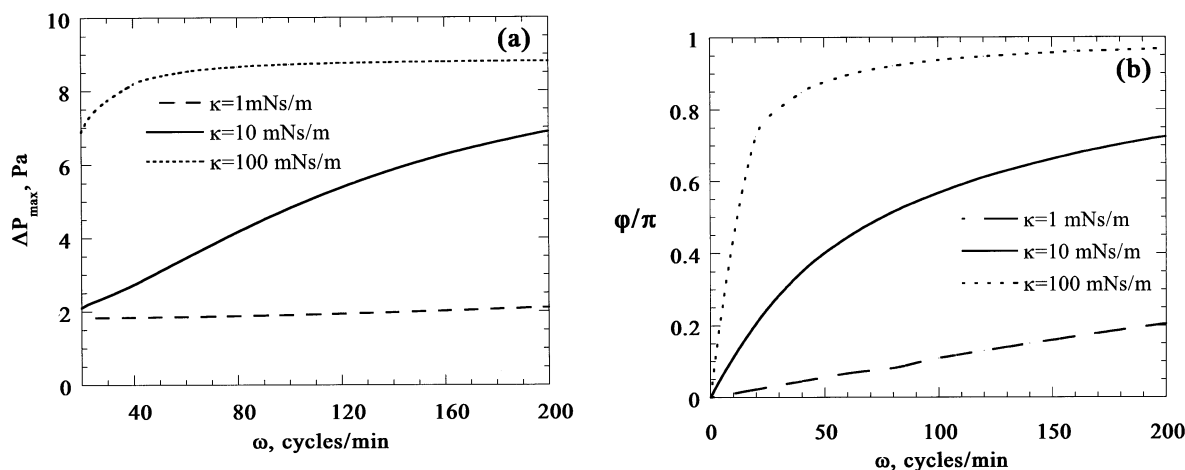 (a)
10
8
6
4
2
0
ΔPmax, Pa
κ=1mNs/m
κ=10 mNs/m
κ=100 mNs/m
40
80
120
160
200
ω, cycles/min
(b)
1
0.8
0.6
0.4
0.2
0
φ/π
κ=1 mNs/m
κ=10 mNs/m
κ=100 mNs/m
0
50
100
150
200
ω, cycles/min